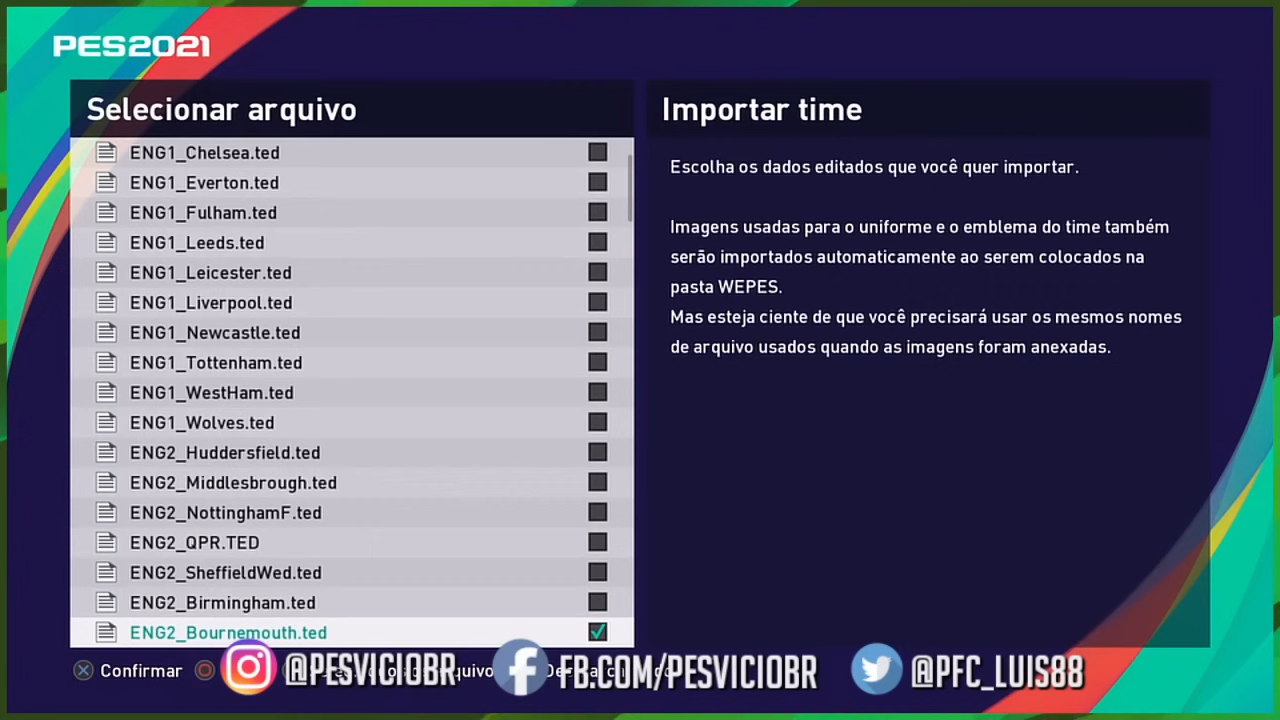 PES2021
Selecionar arquivo
ENG1_Chelsea.ted
ENG1_Everton.ted
ENG1_Fulham.ted
ENG1_Leeds.ted
ENG1_Leicester.ted
ENG1_Liverpool.ted
ENG1_Newcastle.ted
ENG1_Tottenham.ted
ENG1_WestHam.ted
ENG1_Wolves.ted
ENG2_Huddersfield.ted
ENG2_Middlesbrough.ted
ENG2_NottinghamF.ted
ENG2_QPR.TED
ENG2_SheffieldWed.ted
ENG2_Birmingham.ted
ENG2_Bournemouth.ted
Importar time
Escolha os dados editados que você quer importar.
Imagens usadas para o uniforme e o emblema do time também
serão importados automaticamente ao serem colocados na
pasta WEPES.
Mas esteja ciente de que você precisará usar os mesmos nomes
de arquivo usados quando as imagens foram anexadas.
Confirmar
@PESVICIOBR
FB.COM/PESVICIOBR
@PFC_LUIS88